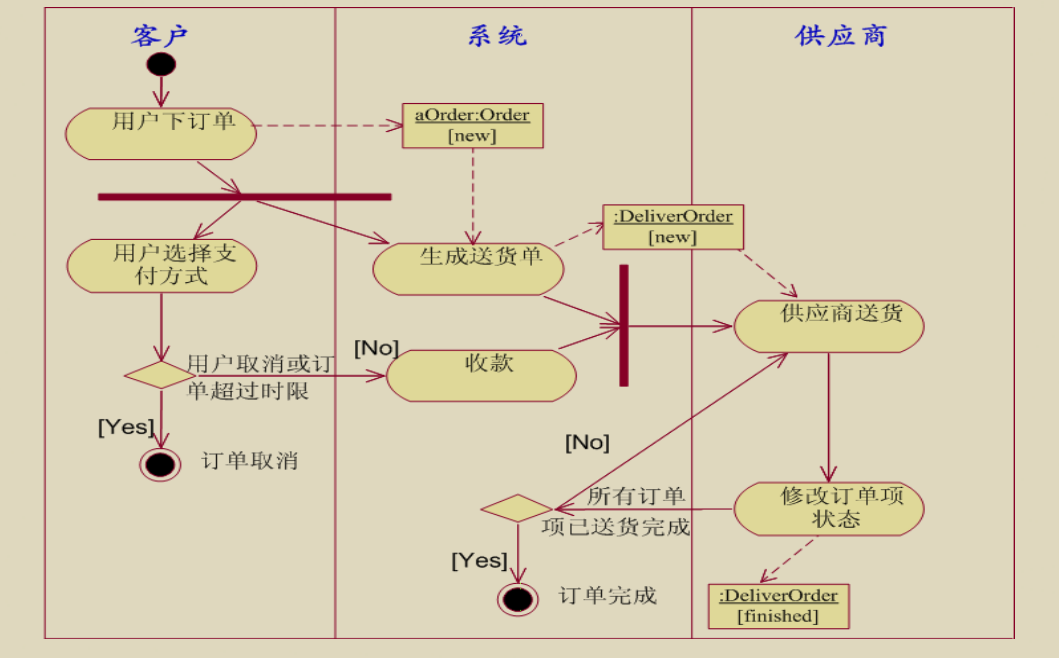 客户
系统
供应商
用户下订单
aOrder:Order
[new]
:DeliverOrder
[new]
用户选择支
付方式
生成送货单
供应商送货
[No]
用户取消或订
单超过时限
收款
[Yes]
订单取消
[No]
所有订单
项已送货完成
修改订单项
状态
[Yes]
订单完成
:DeliverOrder
[finished]